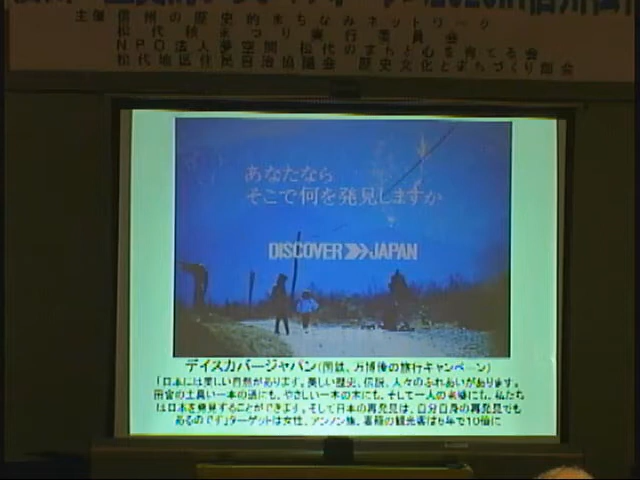 主催 信州の歴史的まちなみネットワーク
松代 まつり実行委員会
NPO法人夢空間 松代のまちと心を育てる会
松代地区住民自治協議会 歴史文化とまちづくり部会
あなたなら
そこで何を発見しますか
DISCOVER JAPAN
デイスカバージャパン(国鉄、万博後の旅行キャンペーン)
「日本には美しい自然があります。美しい歴史、伝説、人々のふれあいがあります。
田舎の土臭い一本の道にも、やさしい一本の木にも、そして一人の老婦にも、私たち
は日本を発見することができます。そして日本の再発見は、自分自身の再発見でも
あるのです」ターゲットは女性、アンノン族、妻籠の観光客は6年で10倍に